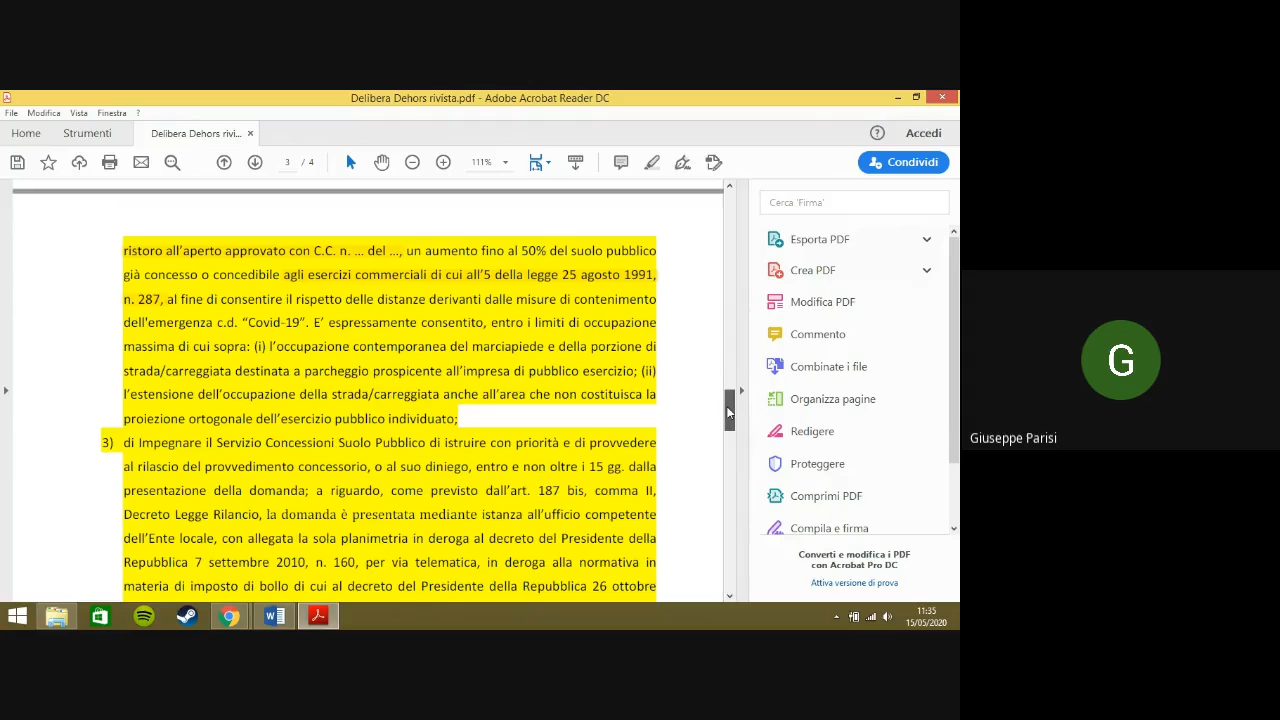 Delibera Dehors rivista.pdf - Adobe Acrobat Reader DC
File Modifica Vista Finestra ?
Home Strumenti Delibera Dehors rivi... × Accedi
3 / 4 111% Condividi
ristoro all’aperto approvato con C.C. n. ... del ..., un aumento fino al 50% del suolo pubblico
già concesso o concedibile agli esercizi commerciali di cui all’5 della legge 25 agosto 1991,
n. 287, al fine di consentire il rispetto delle distanze derivanti dalle misure di contenimento
dell'emergenza c.d. “Covid-19”. E’ espressamente consentito, entro i limiti di occupazione
massima di cui sopra: (i) l’occupazione contemporanea del marciapiede e della porzione di
strada/carreggiata destinata a parcheggio prospicente all’impresa di pubblico esercizio; (ii)
l’estensione dell’occupazione della strada/carreggiata anche all’area che non costituisca la
proiezione ortogonale dell’esercizio pubblico individuato;
3) di Impegnare il Servizio Concessioni Suolo Pubblico di istruire con priorità e di provvedere
al rilascio del provvedimento concessorio, o al suo diniego, entro e non oltre i 15 gg. dalla
presentazione della domanda; a riguardo, come previsto dall’art. 187 bis, comma II,
Decreto Legge Rilancio, la domanda è presentata mediante istanza all’ufficio competente
dell’Ente locale, con allegata la sola planimetria in deroga al decreto del Presidente della
Repubblica 7 settembre 2010, n. 160, per via telematica, in deroga alla normativa in
materia di imposto di bollo di cui al decreto del Presidente della Repubblica 26 ottobre
Cerca 'Firma'
Esporta PDF
Crea PDF
Modifica PDF
Commento
Combinate i file
Organizza pagine
Redigere
Proteggere
Comprimi PDF
Compila e firma
Converti e modifica i PDF
con Acrobat Pro DC
Attiva versione di prova
11:35
15/05/2020
G
Giuseppe Parisi